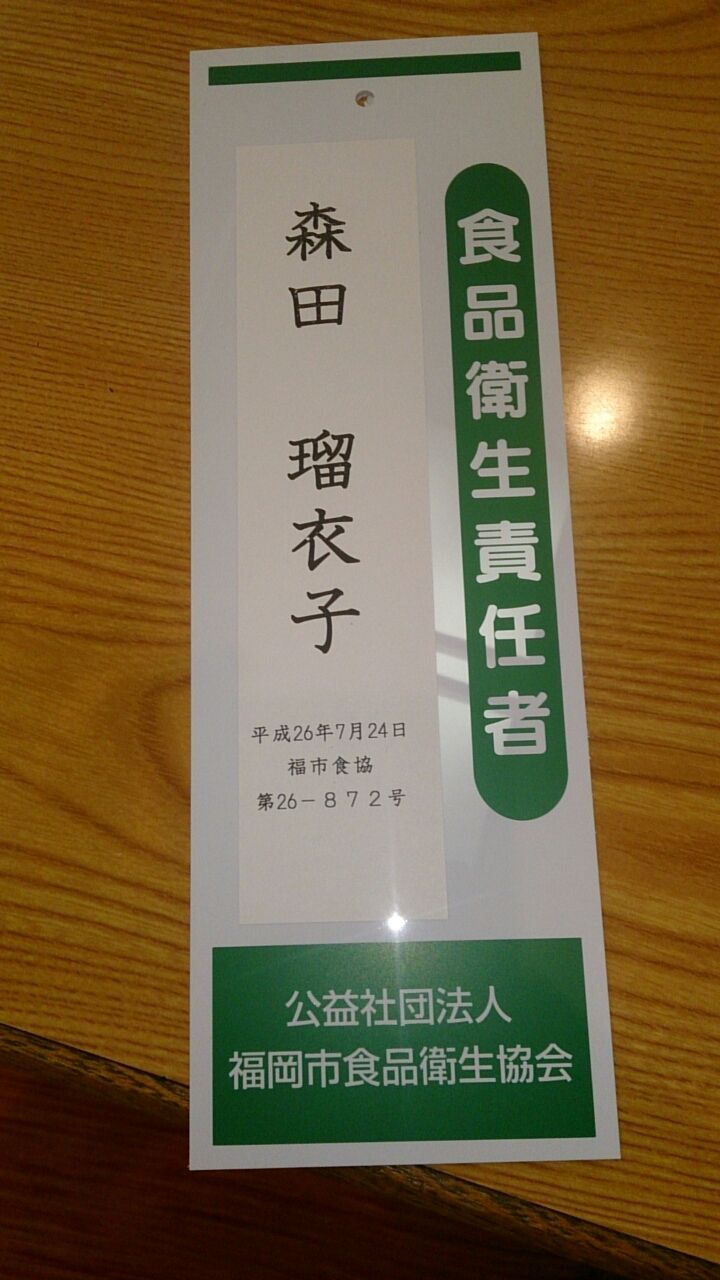 食品衛生責任者
森田 瑠衣子
平成26年7月24日
福市食協
第26－８７２号
公益社団法人
福岡市食品衛生協会